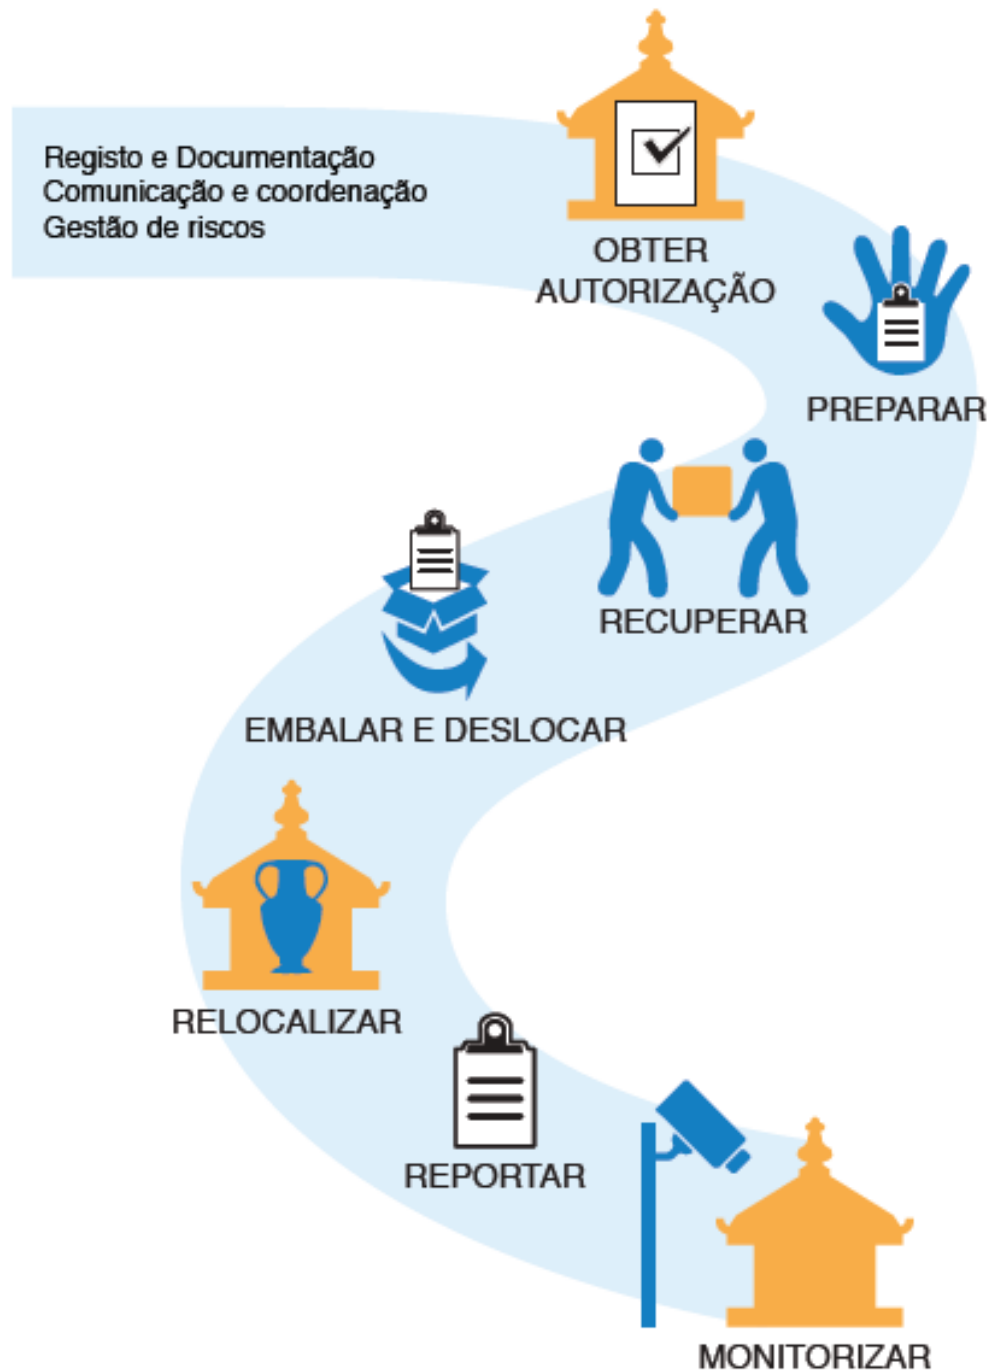 Registo e Documentação
Comunicação e coordenação
Gestão de riscos
OBTER
AUTORIZAÇÃO
PREPARAR
RECUPERAR
EMBALAR E DESLOCAR
RELOCALIZAR
REPORTAR
MONITORIZAR